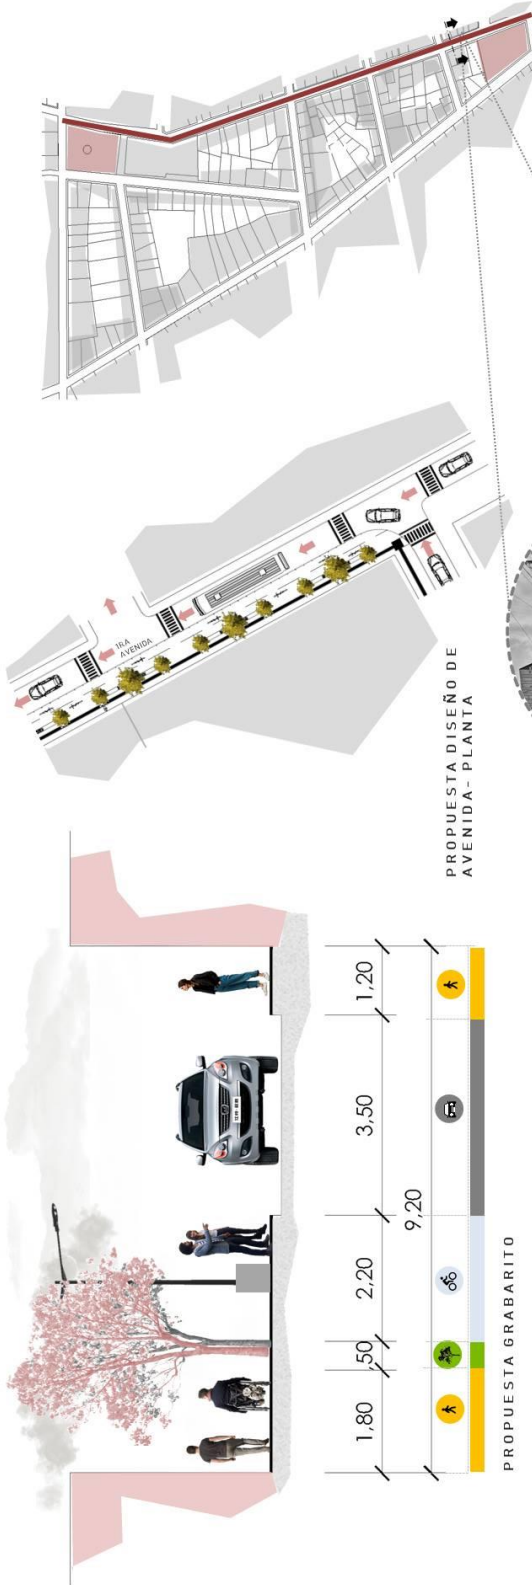 1RA
AVENIDA
PROPUESTA DISEÑO DE
AVENIDA- PLANTA
1,80
,50
2,20
3,50
1,20
9,20
PROPUESTA GRABARITO